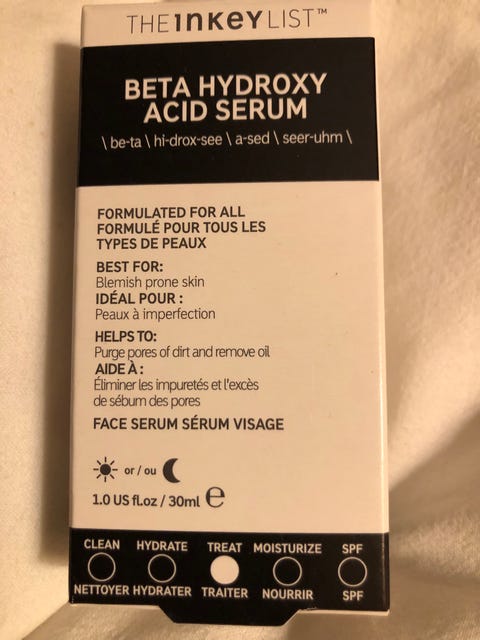 THE INKEY LIST™
BETA HYDROXY
ACID SERUM
\ be-ta \ hi-drox-see \ a-sed \ seer-uhm \
FORMULATED FOR ALL
FORMULÉ POUR TOUS LES
TYPES DE PEAUX
BEST FOR:
Blemish prone skin
IDÉAL POUR :
Peaux à imperfection
HELPS TO:
Purge pores of dirt and remove oil
AIDE À :
Éliminer les impuretés et l'excès
de sébum des pores
FACE SERUM SÉRUM VISAGE
or / ou
1.0 US fl.oz / 30ml ℮
CLEAN HYDRATE TREAT MOISTURIZE SPF
NETTOYER HYDRATER TRAITER NOURRIR SPF